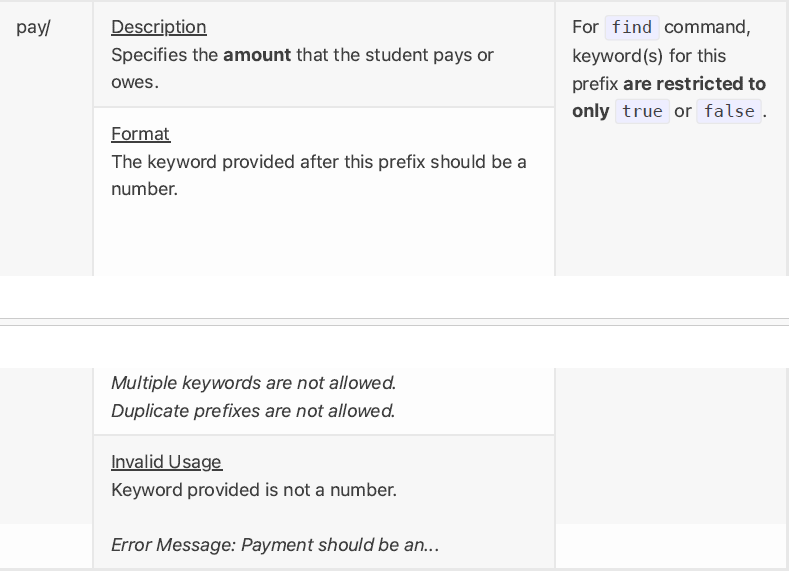 pay/
Description
Specifies the amount that the student pays or
owes.
Format
The keyword provided after this prefix should be a
number.
For find command,
keyword(s) for this
prefix are restricted to
only true or false.
Multiple keywords are not allowed.
Duplicate prefixes are not allowed.
Invalid Usage
Keyword provided is not a number.
Error Message: Payment should be an...